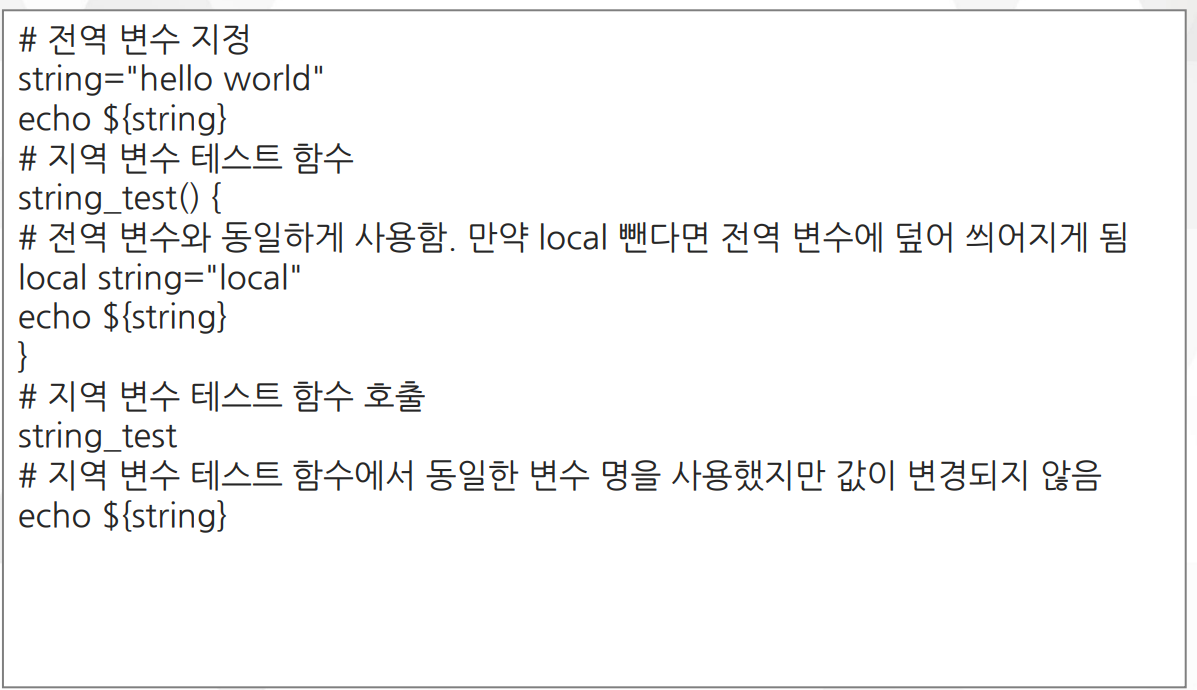 # 전역 변수 지정
string="hello world"
echo ${string}
# 지역 변수 테스트 함수
string_test() {
# 전역 변수와 동일하게 사용함. 만약 local 뺀다면 전역 변수에 덮어 씌어지게 됨
local string="local"
echo ${string}
}
# 지역 변수 테스트 함수 호출
string_test
# 지역 변수 테스트 함수에서 동일한 변수 명을 사용했지만 값이 변경되지 않음
echo ${string}